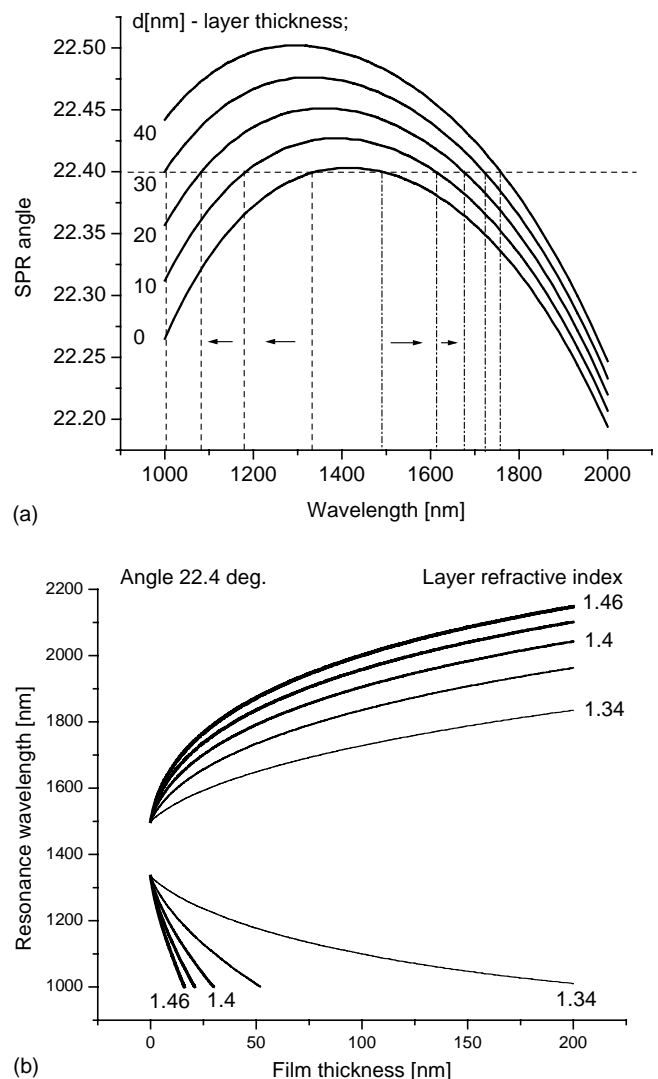 d[nm] - layer thickness;
22.50
22.45
22.40
22.35
22.30
22.25
22.20
SPR angle
40
30
20
10
0
1000 1200 1400 1600 1800 2000
Wavelength [nm]
(a)
Angle 22.4 deg. Layer refractive index
2200
2000
1800
1600
1400
1200
1000
Resonance wavelength [nm]
1.46
1.4
1.34
1.46 1.4 1.34
0 50 100 150 200
Film thickness [nm]
(b)